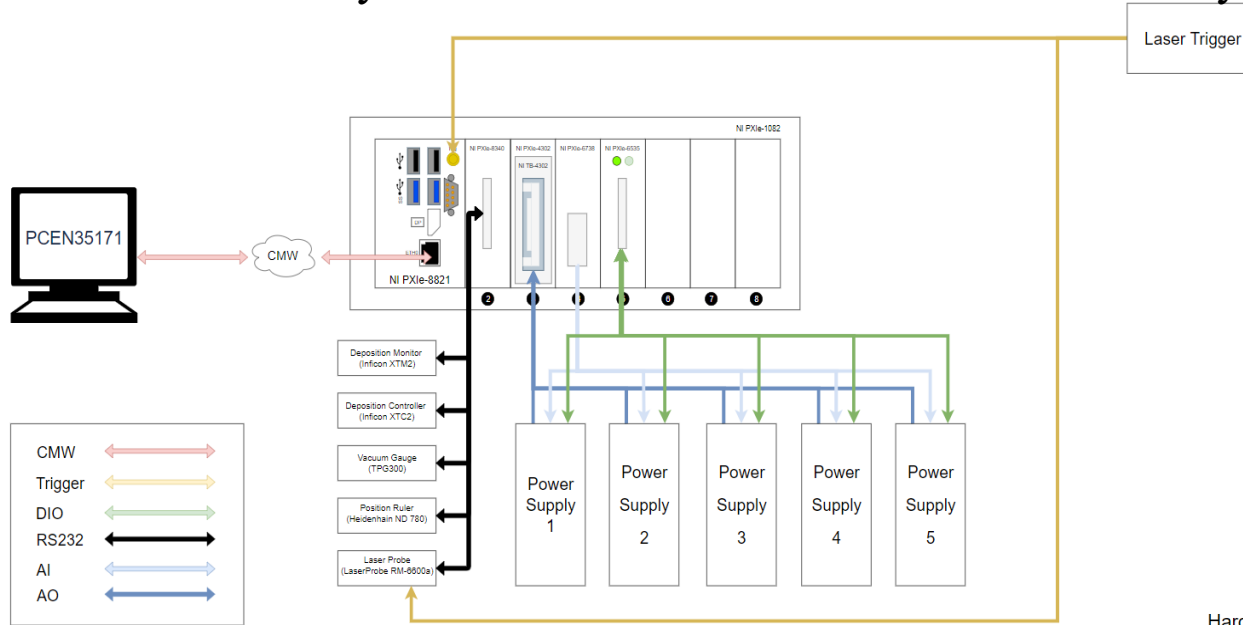 Laser Trigger
NI PXIe-1082
NI PXIe-8340
NI PXIe-4302
NI PXIe-6738
NI PXIe-6535
NI TB-4302
PCEN35171
CMW
NI PXIe-8821
2
6
7
8
Deposition Monitor
(Inficon XTM2)
Deposition Controller
(Inficon XTC2)
Vacuum Gauge
(TPG300)
Position Ruler
(Heidenhain ND 780)
Laser Probe
(LaserProbe RM-6600a)
Power
Supply
1
Power
Supply
2
Power
Supply
3
Power
Supply
4
Power
Supply
5
CMW
Trigger
DIO
RS232
AI
AO